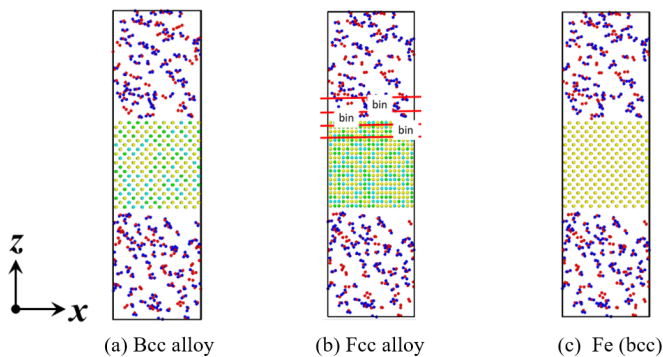 bin
bin
bin
z
x
(a) Bcc alloy
(b) Fcc alloy
(c) Fe (bcc)